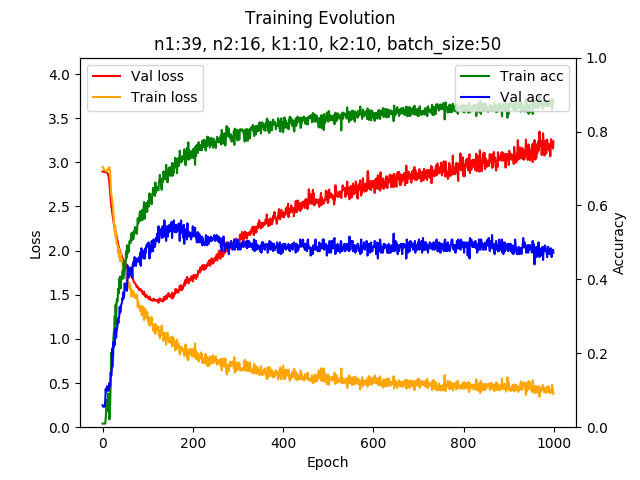 Training Evolution
n1:39, n2:16, k1:10, k2:10, batch_size:50
Val loss
Train loss
Train acc
Val acc
4.0
3.5
3.0
2.5
2.0
1.5
1.0
0.5
0.0
Loss
1.0
0.8
0.6
0.4
0.2
0.0
Accuracy
0 200 400 600 800 1000
Epoch